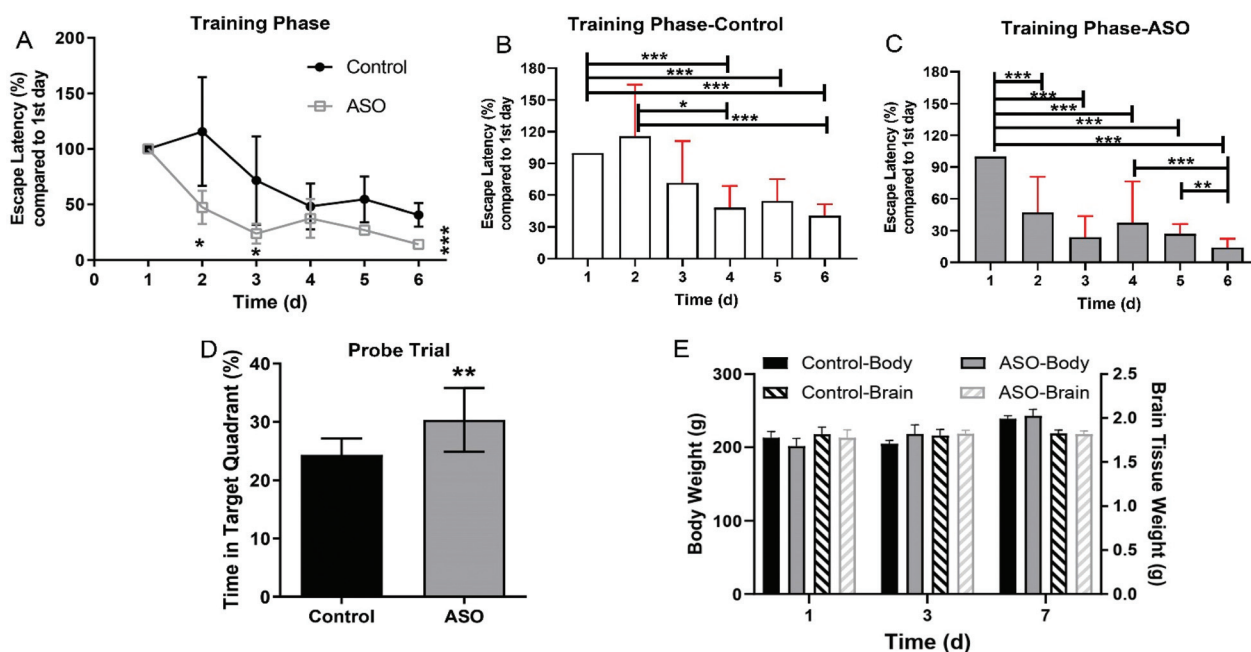 A
Training Phase
Escape Latency (%)
compared to 1st day
200
150
100
50
0
Control
ASO
*
*
***
0 1 2 3 4 5 6
Time (d)
B
Training Phase-Control
Escape Latency (%)
compared to 1st day
180
150
120
90
60
30
0
***
***
***
*
***
1 2 3 4 5 6
Time (d)
C
Training Phase-ASO
Escape Latency (%)
compared to 1st day
180
150
120
90
60
30
0
***
***
***
***
***
***
**
1 2 3 4 5 6
Time (d)
D
Probe Trial
Time in Target Quadrant (%)
40
30
20
10
0
**
Control ASO
E
Body Weight (g)
300
200
100
0
Control-Body ASO-Body
Control-Brain ASO-Brain
2.5
2.0
1.5
1.0
0.5
0.0
Brain Tissue Weight (g)
1 3 7
Time (d)